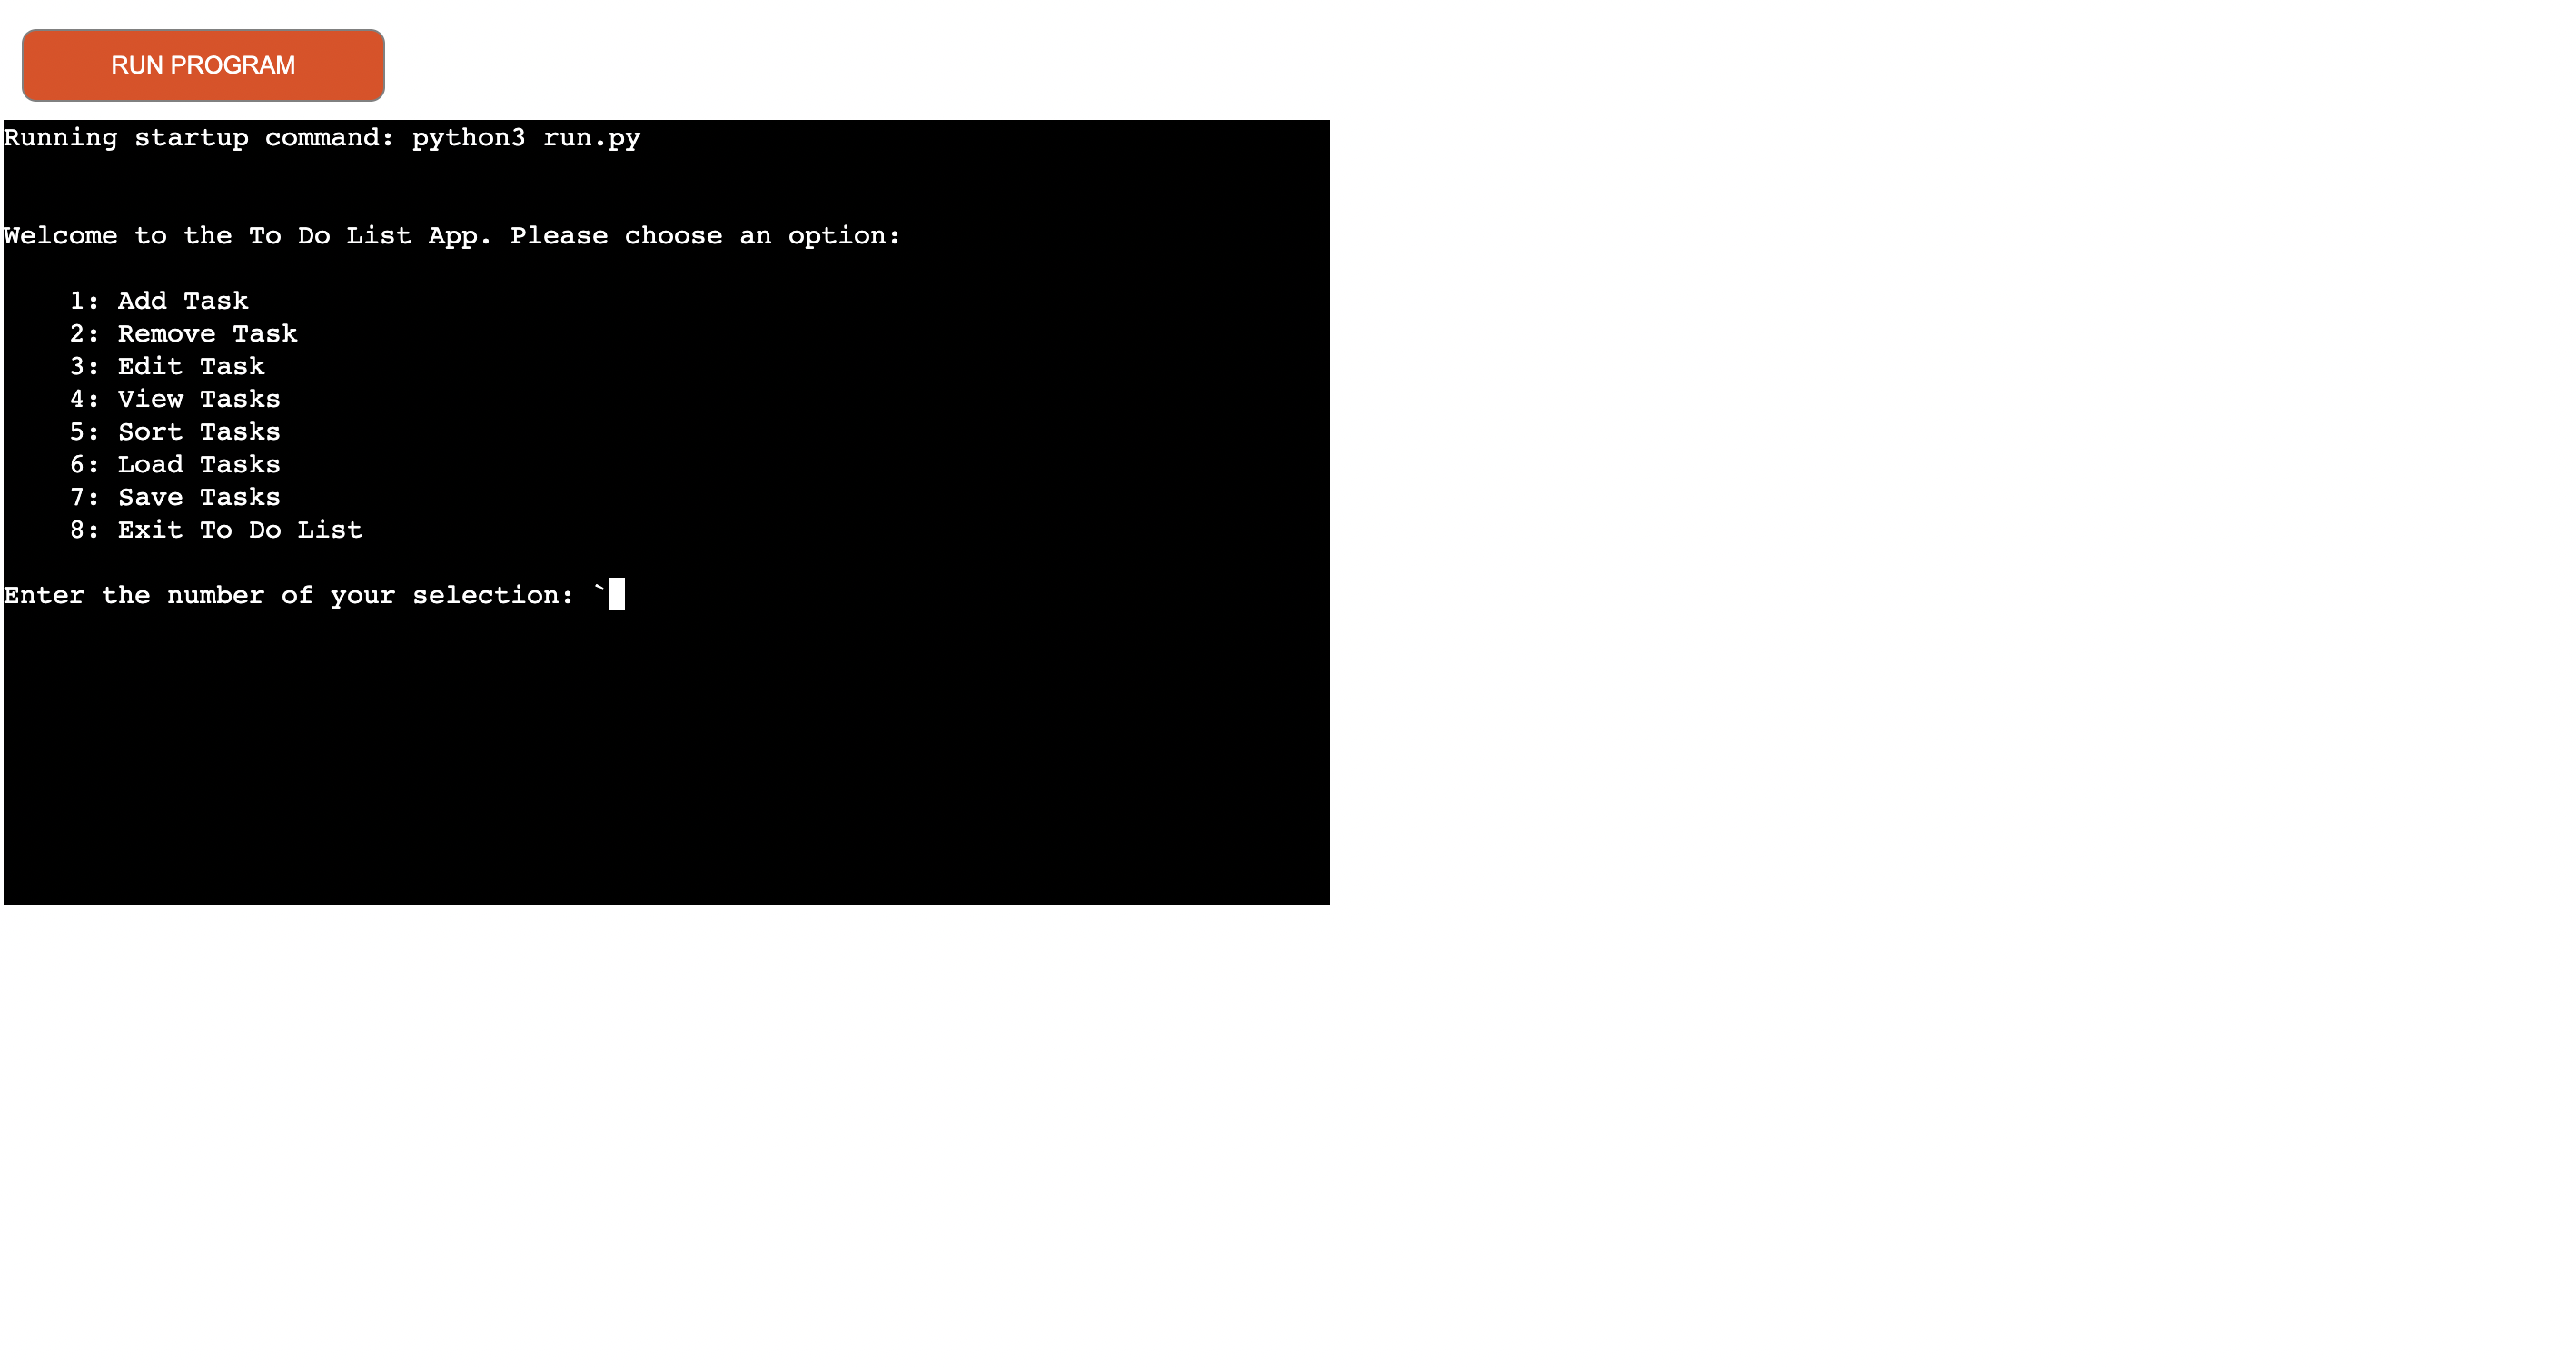 RUN PROGRAM
Running startup command: python3 run.py
Welcome to the To Do List App. Please choose an option:
1: Add Task
2: Remove Task
3: Edit Task
4: View Tasks
5: Sort Tasks
6: Load Tasks
7: Save Tasks
8: Exit To Do List
Enter the number of your selection: `